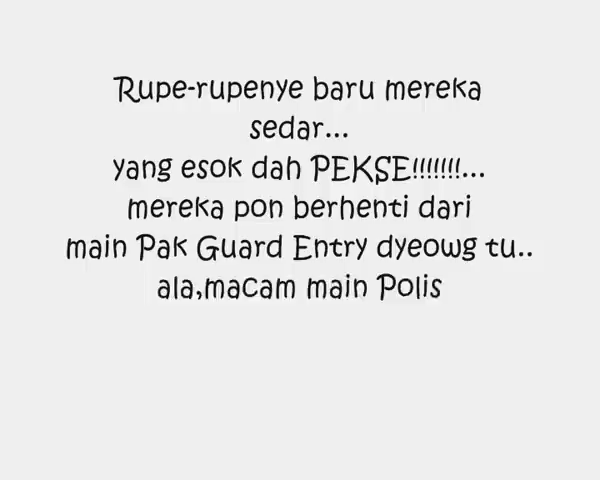 Rupe-rupenye baru mereka
sedar...
yang esok dah PEKSE!!!!!!!...
mereka pon berhenti dari
main Pak Guard Entry dyeowg tu..
ala,macam main Polis